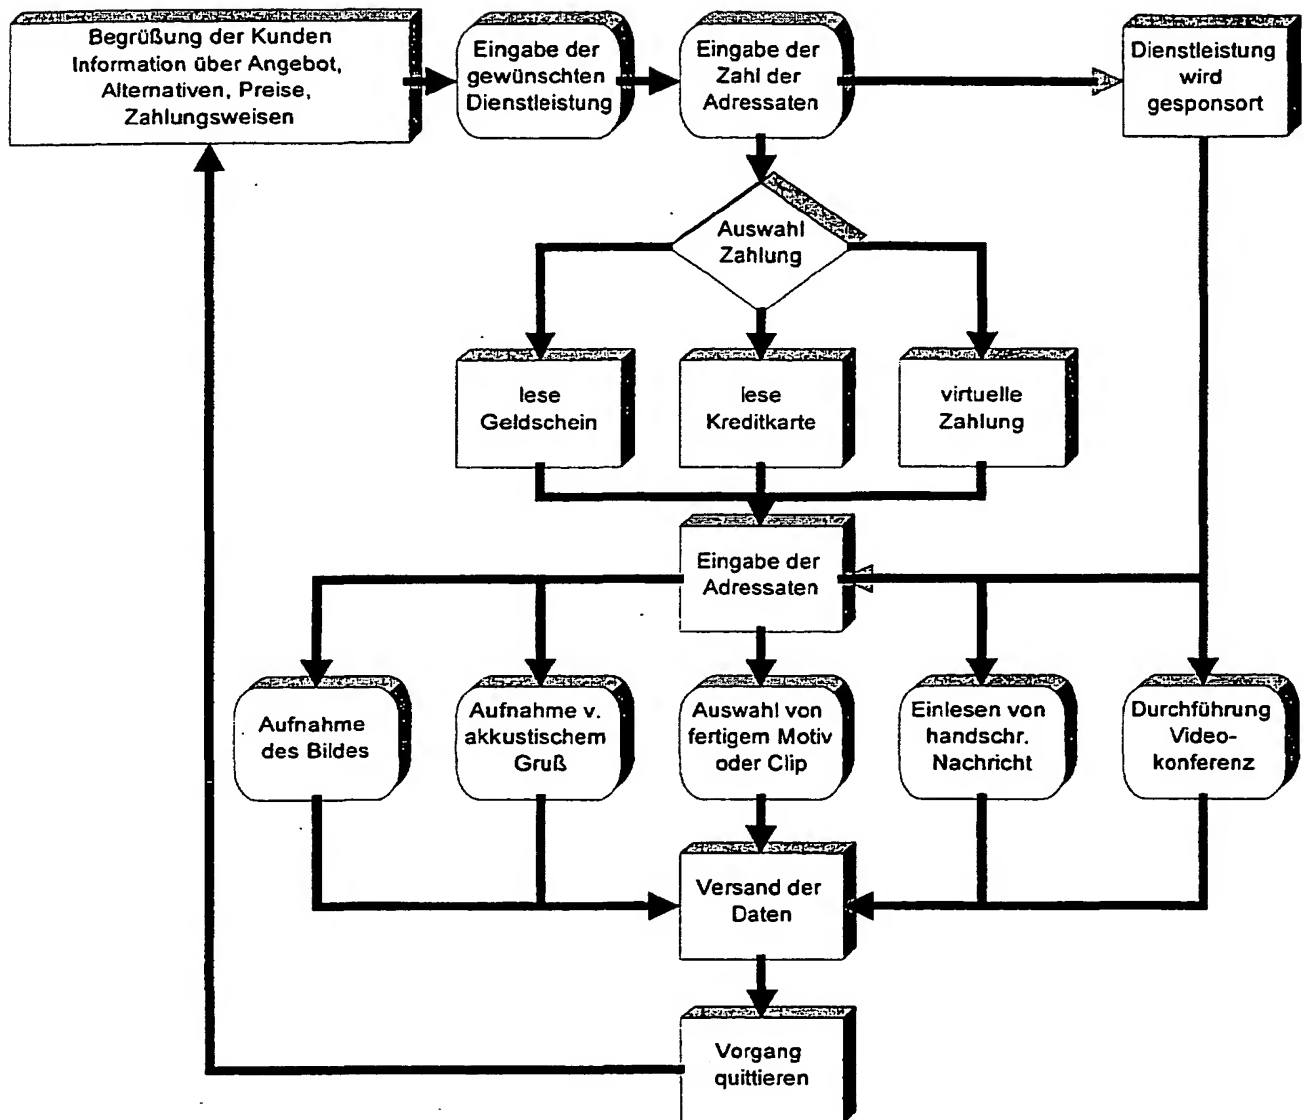 Begrüßung der Kunden
Information über Angebot,
Alternativen, Preise,
Zahlungsweisen
Eingabe der
gewünschten
Dienstleistung
Eingabe der
Zahl der
Adressaten
Dienstleistung
wird
gesponsort
Auswahl
Zahlung
lese
Geldschein
lese
Kreditkarte
virtuelle
Zahlung
Eingabe der
Adressaten
Aufnahme
des Bildes
Aufnahme v.
akkustischem
Gruß
Auswahl von
fertigem Motiv
oder Clip
Einlesen von
handschr.
Nachricht
Durchführung
Video-
konferenz
Versand der
Daten
Vorgang
quittieren